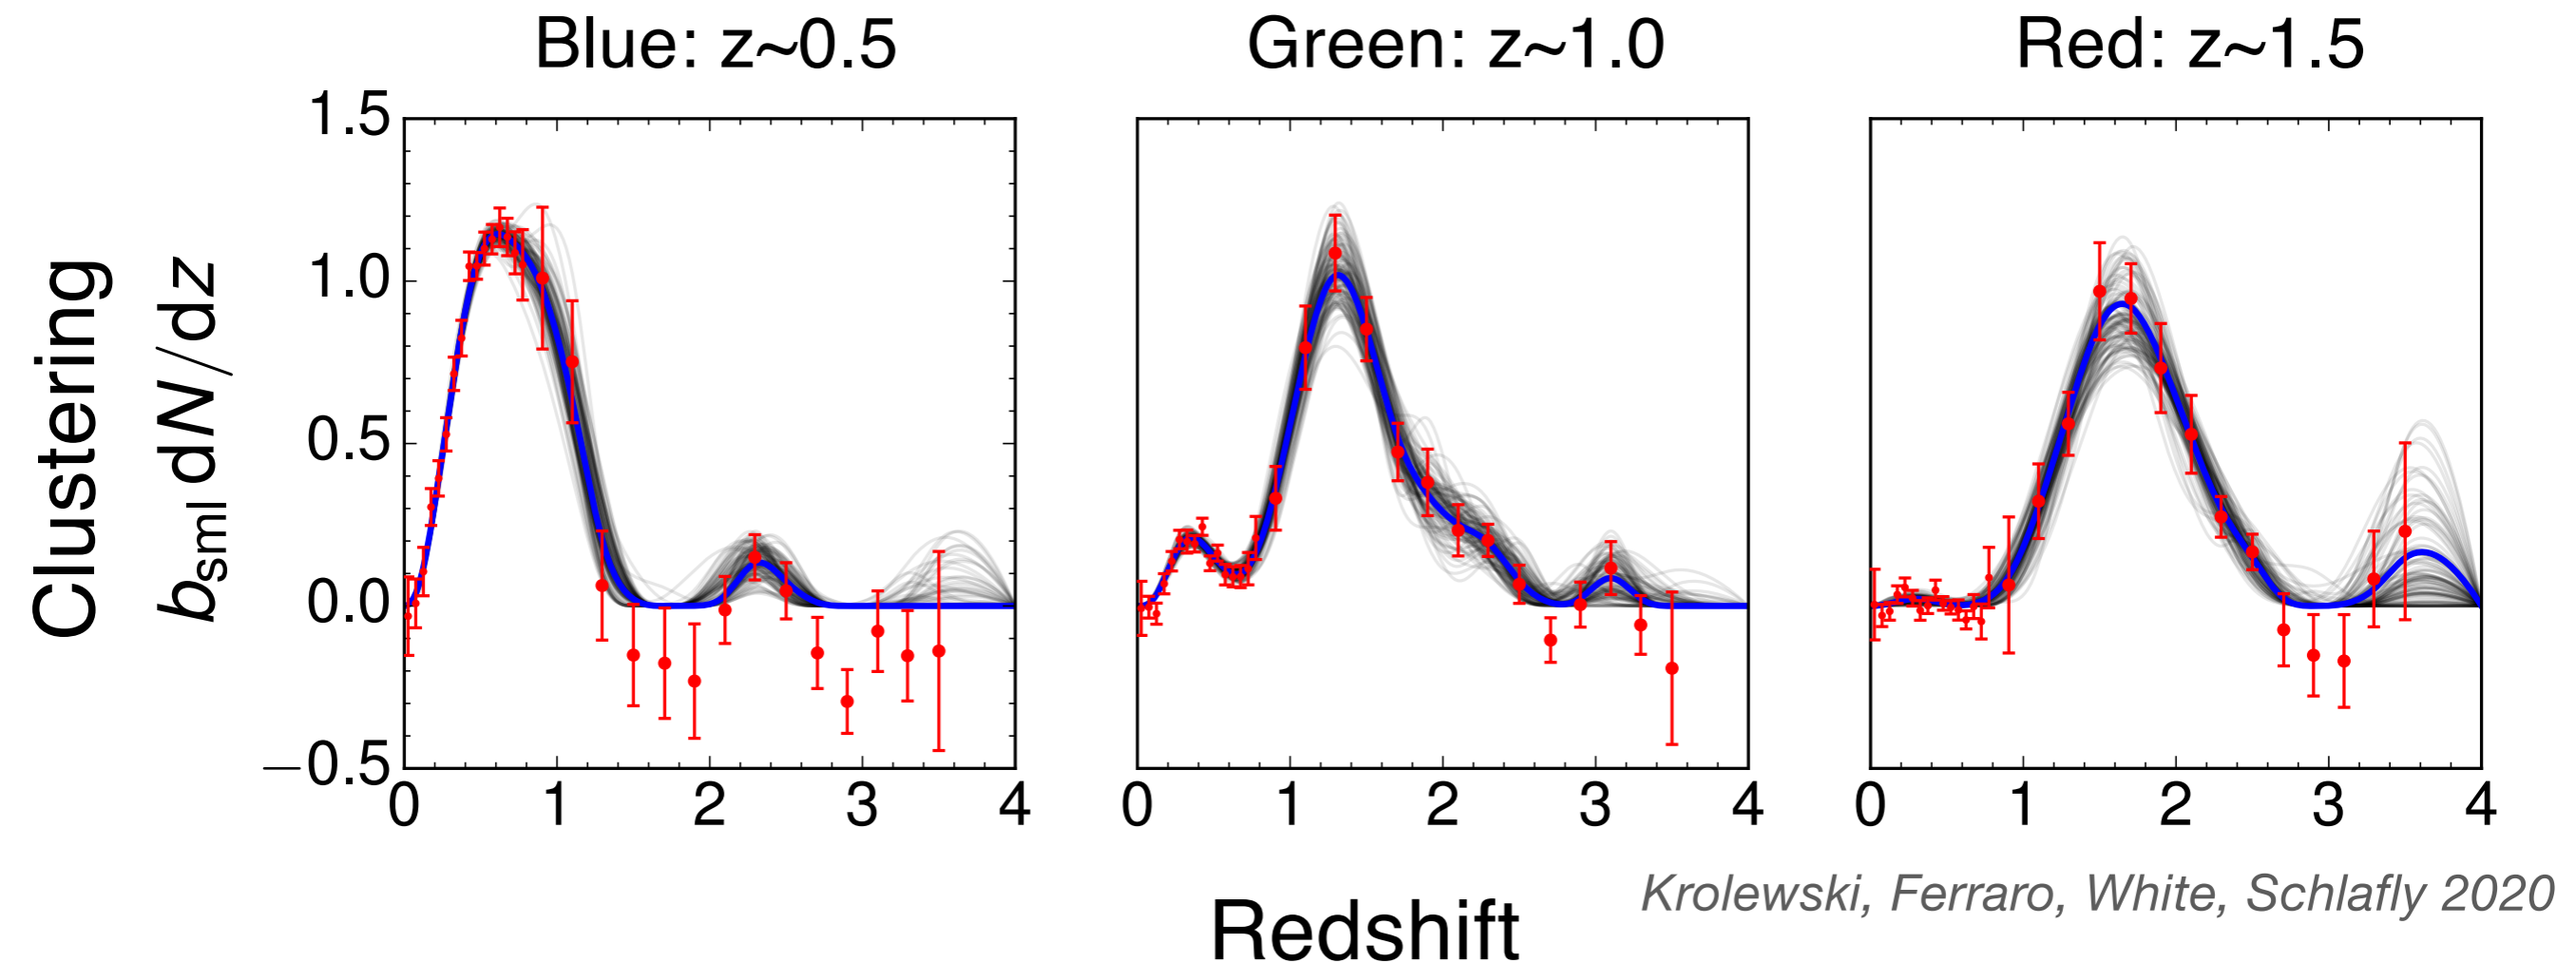 Blue: z~0.5
Green: z~1.0
Red: z~1.5
Clustering
b_sml dN/dz
1.5
1.0
0.5
0.0
−0.5
0 1 2 3 4
0 1 2 3 4
0 1 2 3 4
Redshift
Krolewski, Ferraro, White, Schlafly 2020